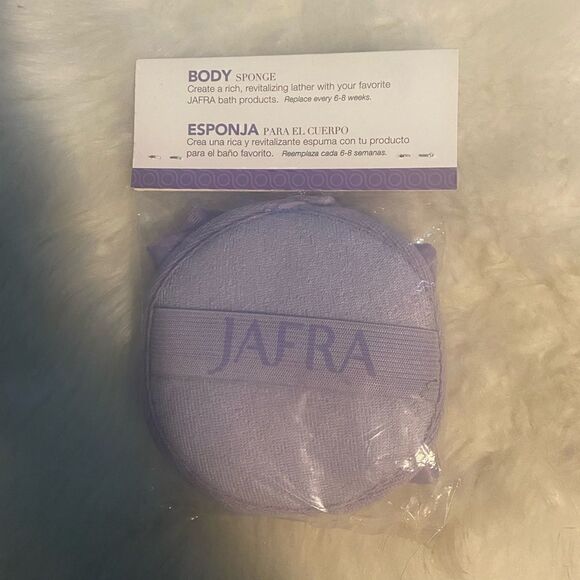 BODY SPONGE
Create a rich, revitalizing lather with your favorite
JAFRA bath products. Replace every 6-8 weeks.
ESPONJA PARA EL CUERPO
Crea una rica y revitalizante espuma con tu producto
para el baño favorito. Reemplaza cada 6-8 semanas.
JAFRA